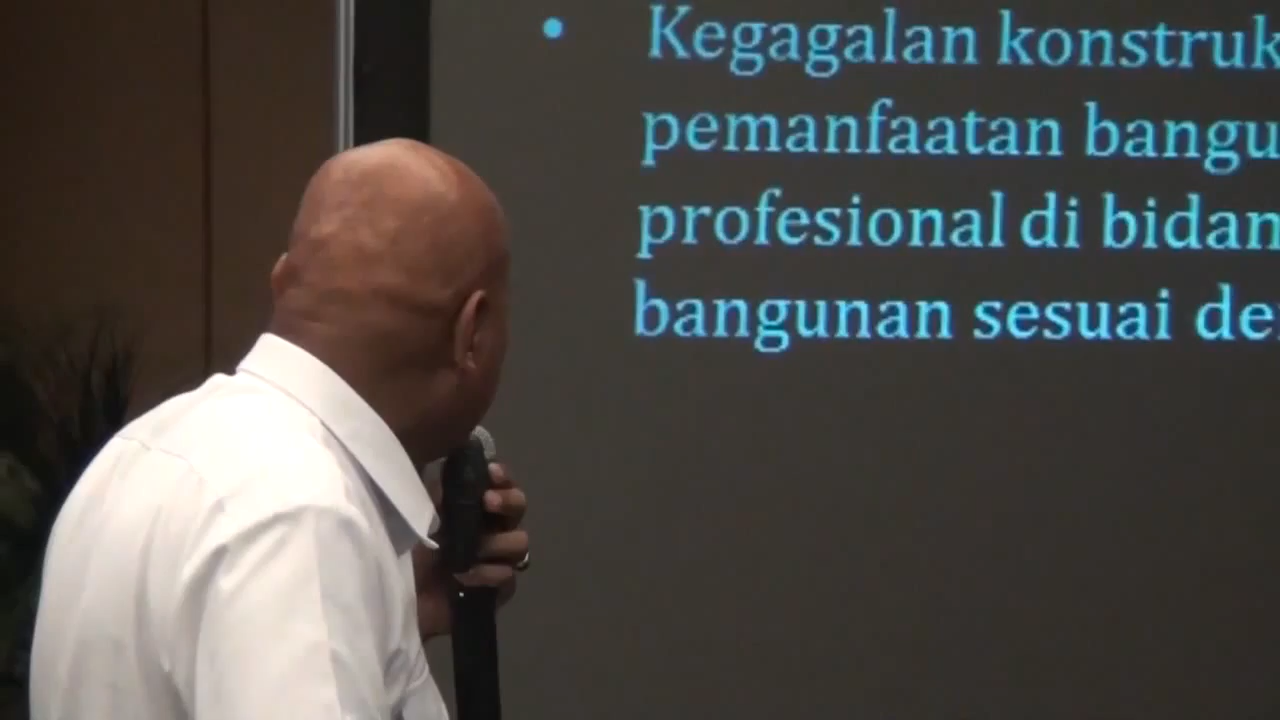 • Kegagalan konstruk
pemanfaatan bangu
profesional di bidan
bangunan sesuai de